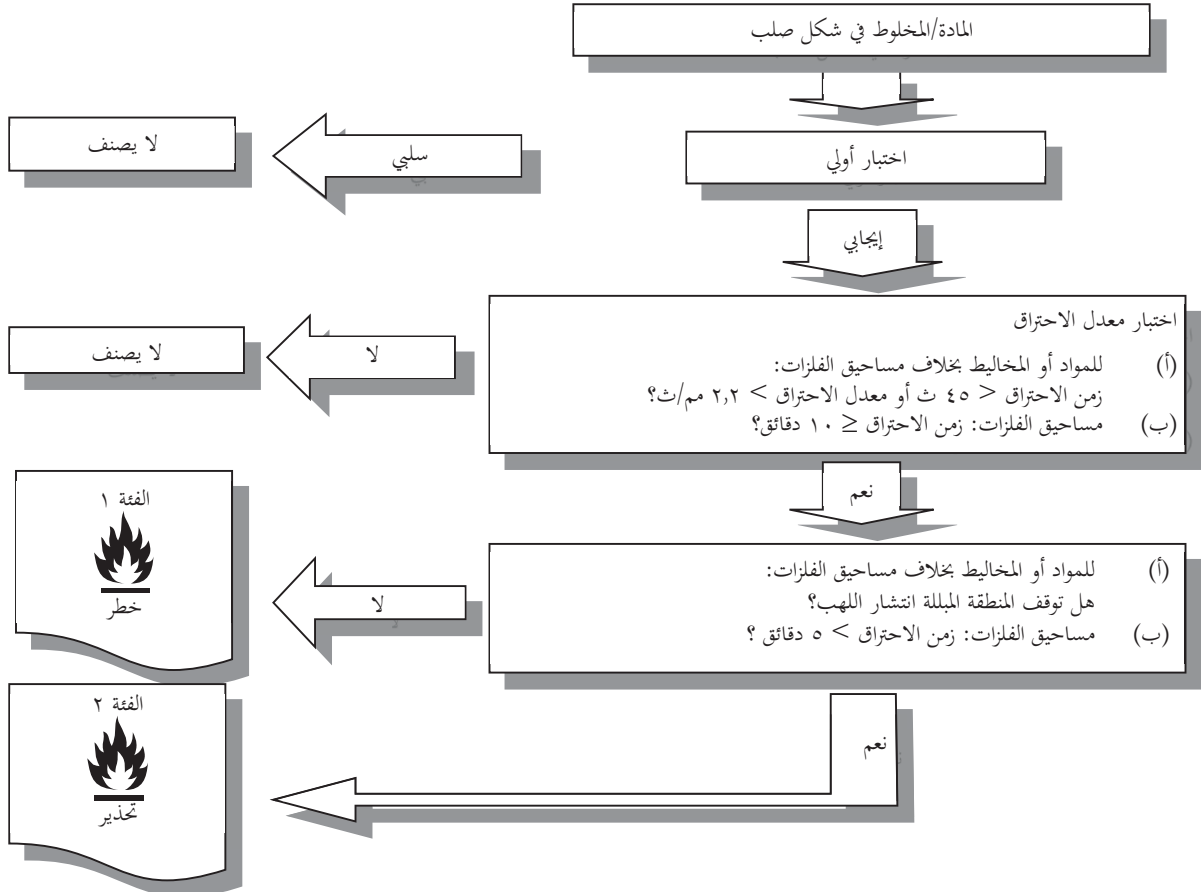 المادة/المخلوط في شكل صلب
اختبار أولي
سلبي
لا يصنف
إيجابي
اختبار معدل الاحتراق
(أ) للمواد أو المخاليط بخلاف مساحيق الفلزات:
زمن الاحتراق < ٤٥ ث أو معدل الاحتراق > ٢,٢ مم/ث؟
(ب) مساحيق الفلزات: زمن الاحتراق ≤ ١٠ دقائق؟
لا
لا يصنف
نعم
(أ) للمواد أو المخاليط بخلاف مساحيق الفلزات:
هل توقف المنطقة المبللة انتشار اللهب؟
(ب) مساحيق الفلزات: زمن الاحتراق > ٥ دقائق ؟
لا
الفئة ١
خطر
نعم
الفئة ٢
تحذير